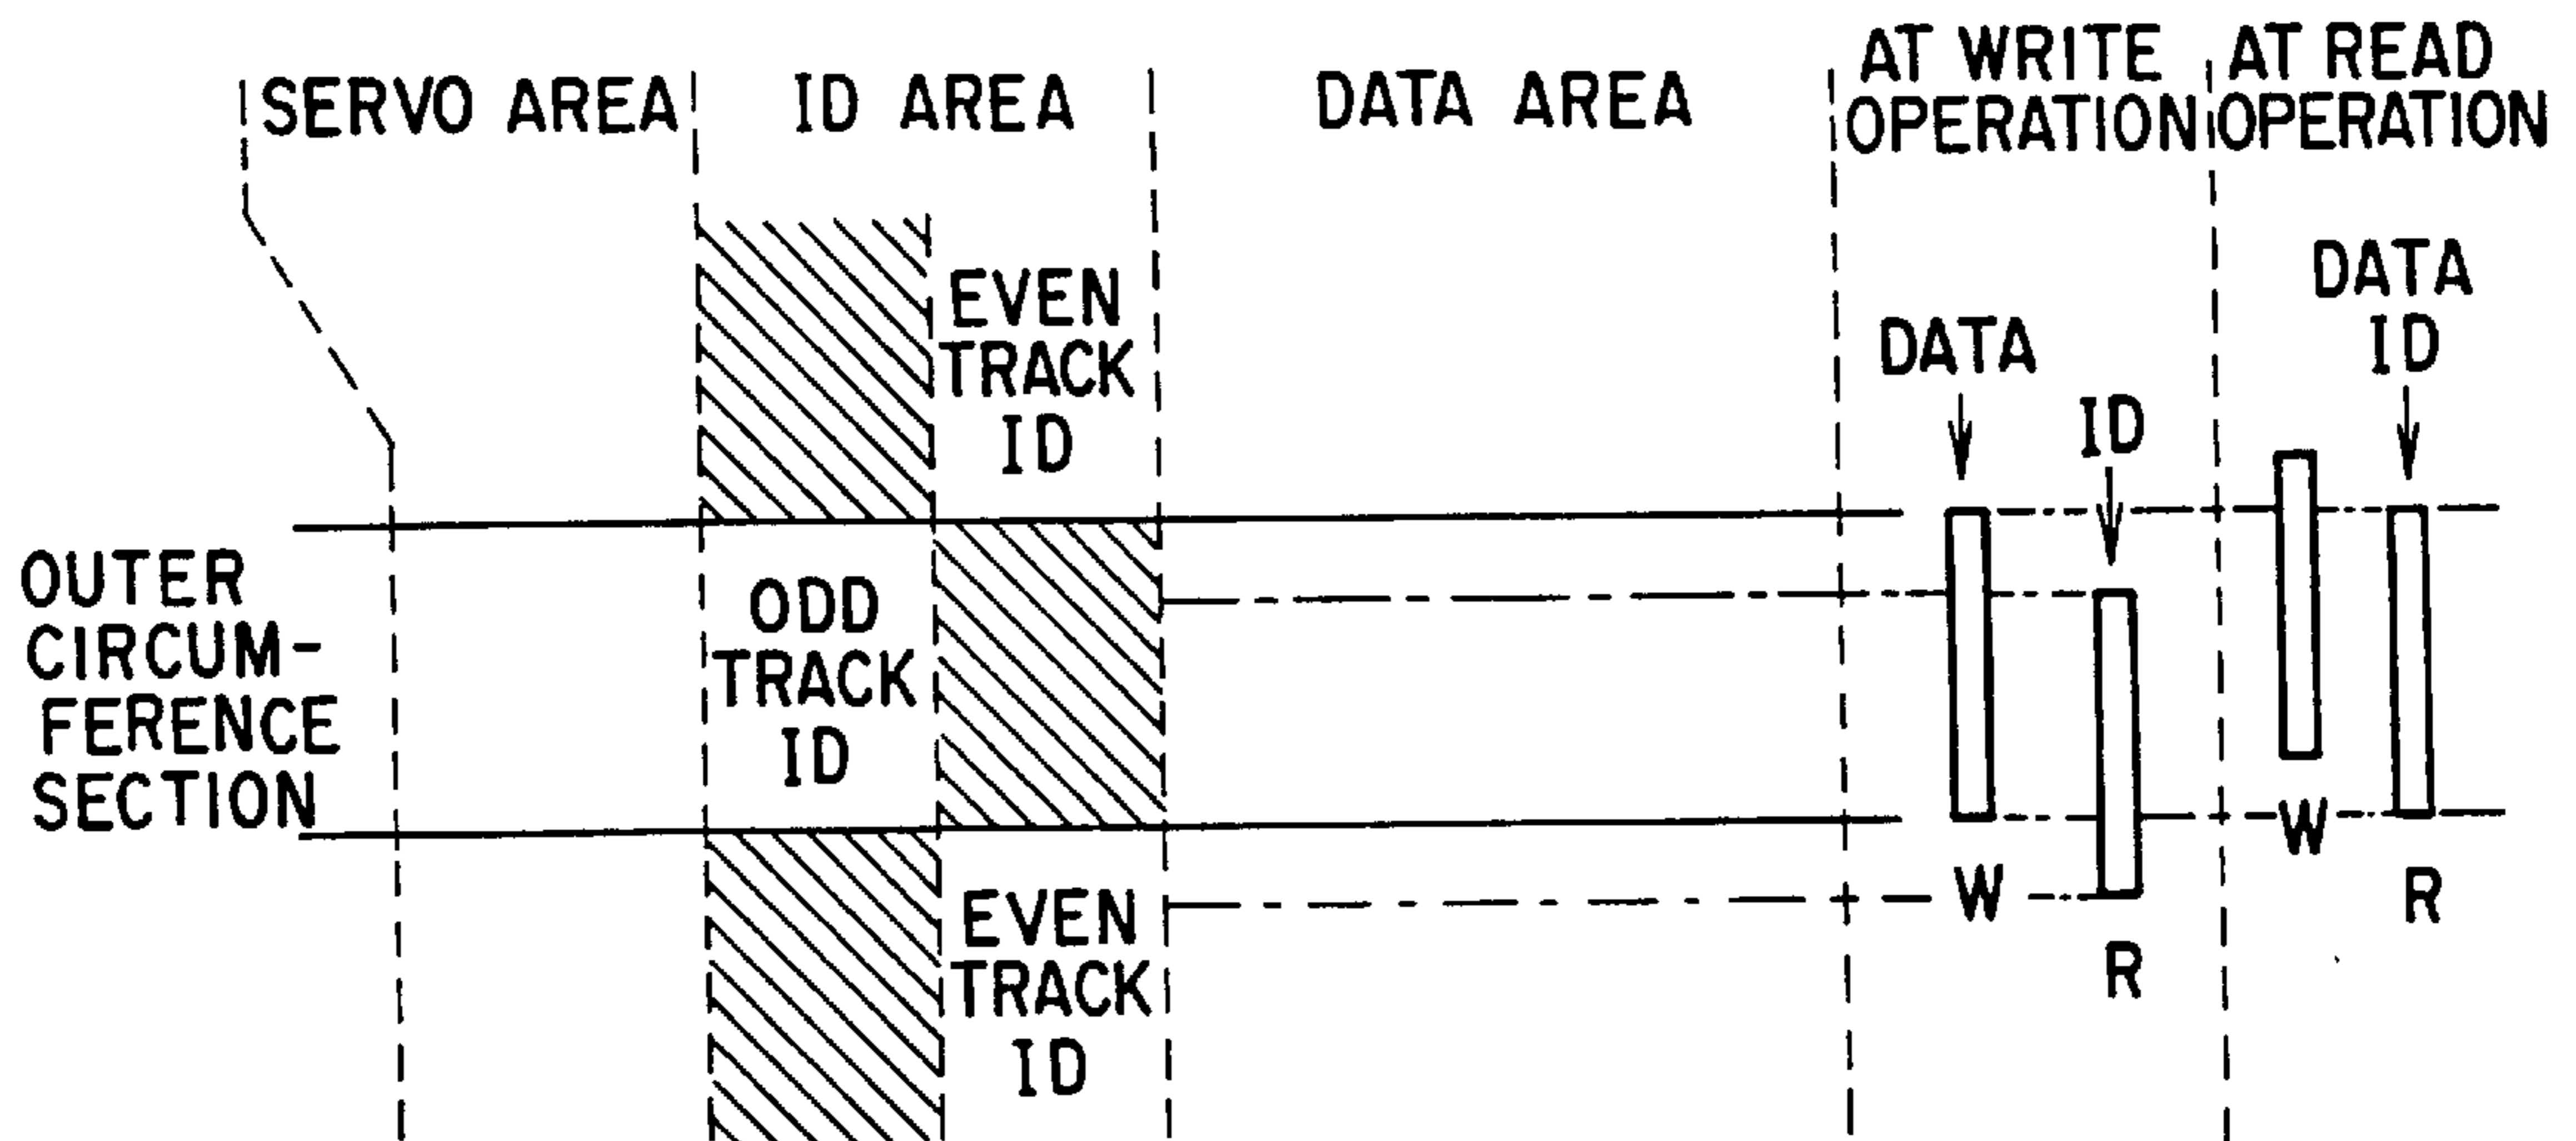 SERVO AREA
ID AREA
DATA AREA
AT WRITE
OPERATION
AT READ
OPERATION
EVEN
TRACK
ID
DATA
ID
DATA
ID
OUTER
CIRCUM-
FERENCE
SECTION
ODD
TRACK
ID
W
R
W
R
EVEN
TRACK
ID